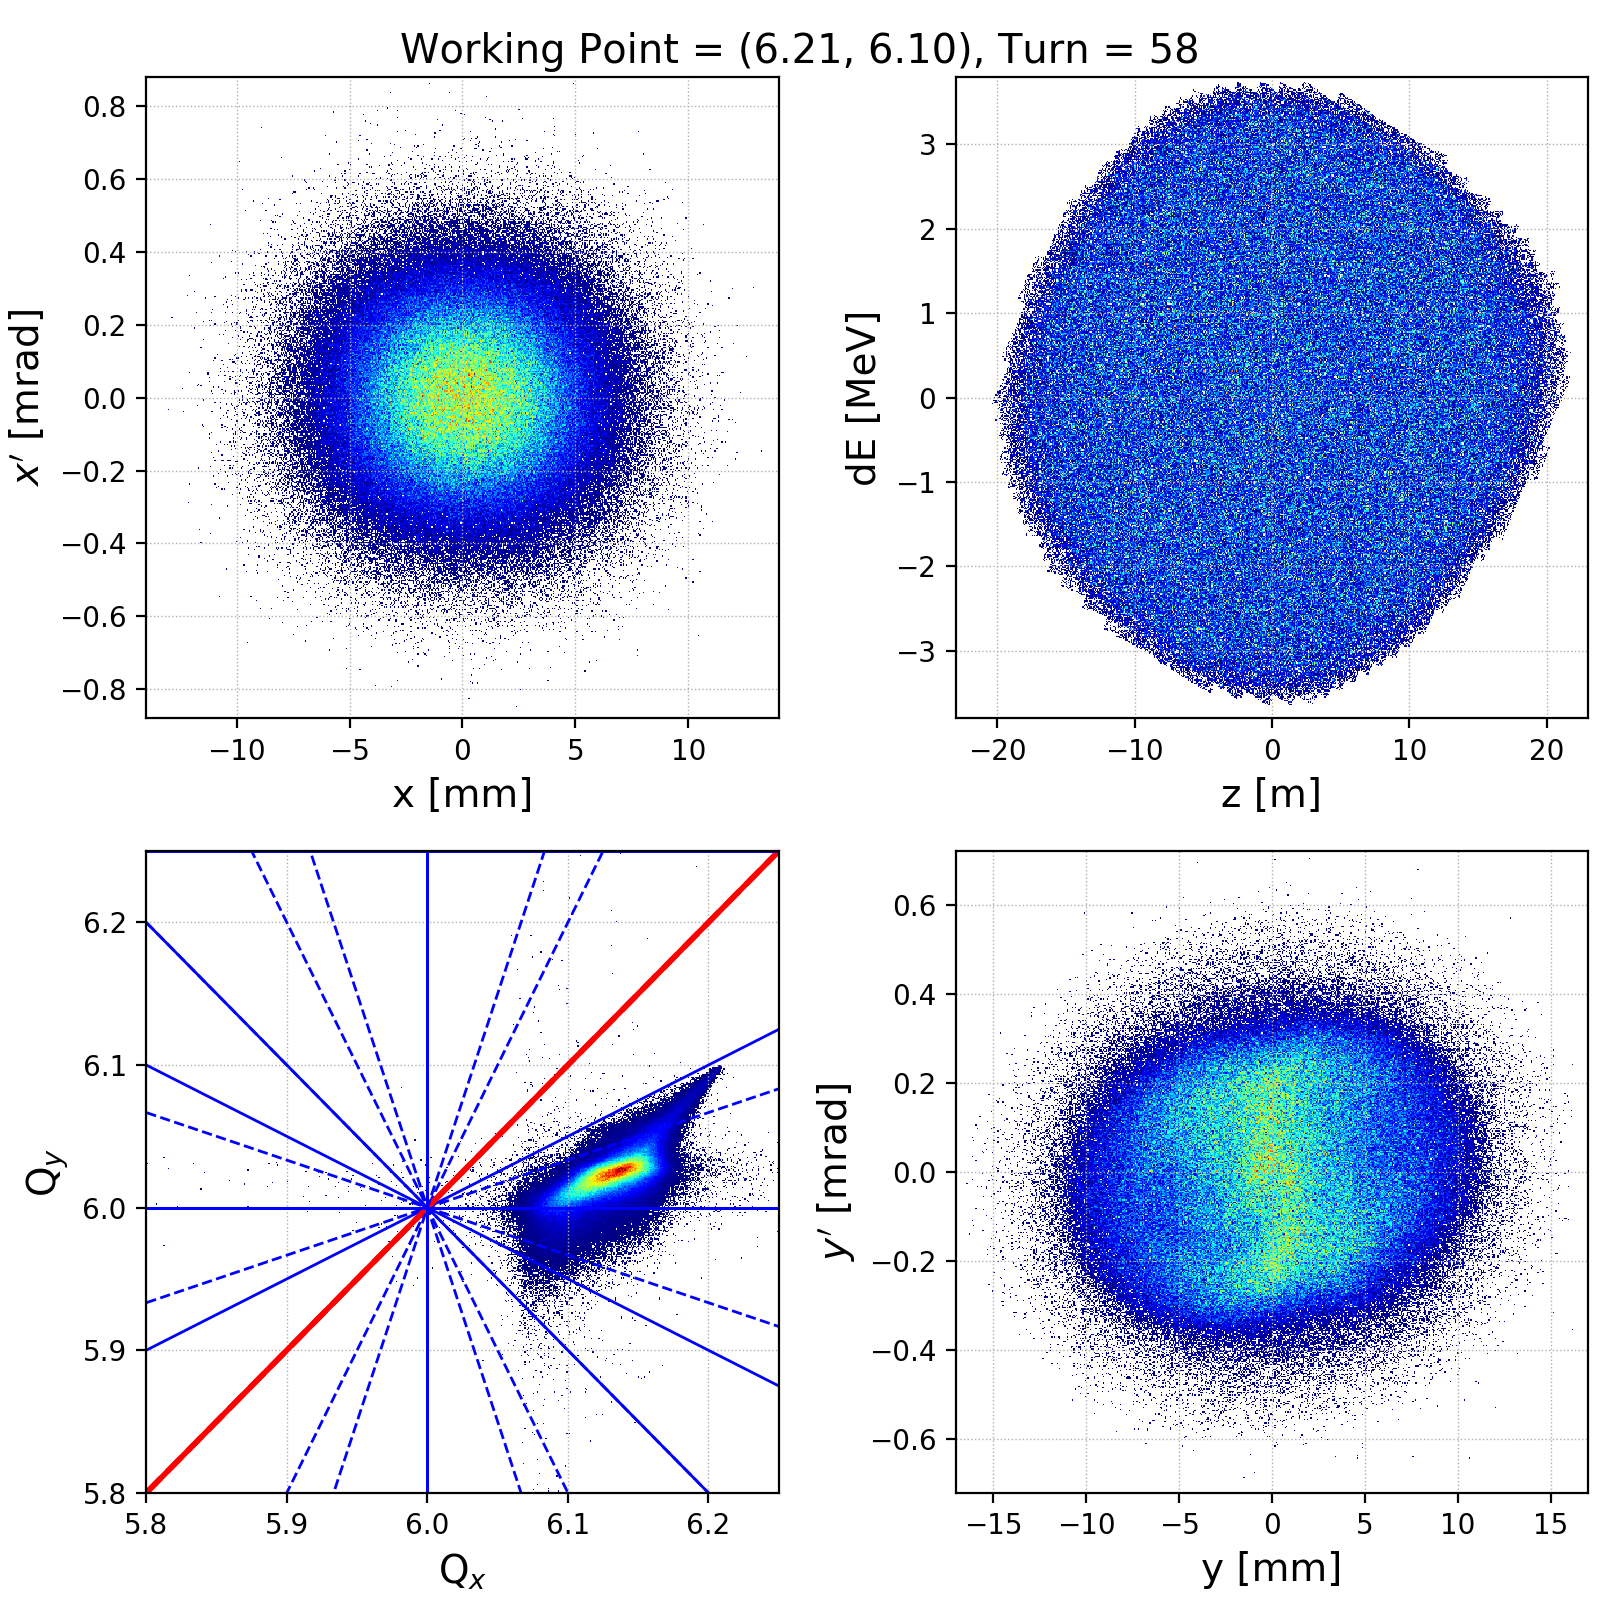 Working Point = (6.21, 6.10), Turn = 58
0.8
0.6
0.4
0.2
0.0
−0.2
−0.4
−0.6
−0.8
x′ [mrad]
−10 −5 0 5 10
x [mm]
3
2
1
0
−1
−2
−3
dE [MeV]
−20 −10 0 10 20
z [m]
6.2
6.1
6.0
5.9
5.8
Q_y
5.8 5.9 6.0 6.1 6.2
Q_x
0.6
0.4
0.2
0.0
−0.2
−0.4
−0.6
y′ [mrad]
−15 −10 −5 0 5 10 15
y [mm]